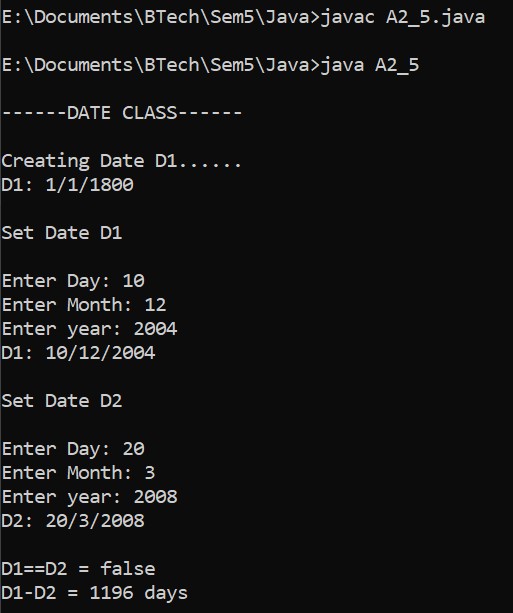 E:\Documents\BTech\Sem5\Java>javac A2_5.java
E:\Documents\BTech\Sem5\Java>java A2_5
------DATE CLASS------
Creating Date D1......
D1: 1/1/1800
Set Date D1
Enter Day: 10
Enter Month: 12
Enter year: 2004
D1: 10/12/2004
Set Date D2
Enter Day: 20
Enter Month: 3
Enter year: 2008
D2: 20/3/2008
D1==D2 = false
D1-D2 = 1196 days